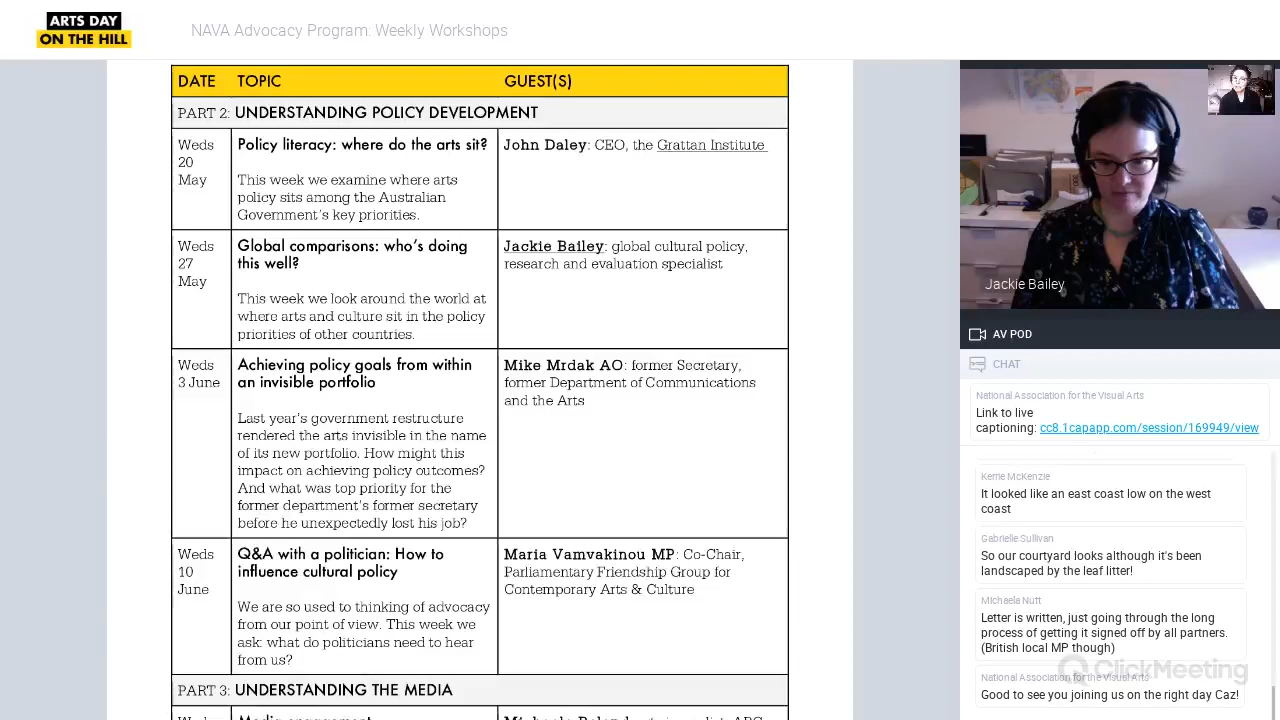 ARTS DAY
ON THE HILL
NAVA Advocacy Program: Weekly Workshops
DATE TOPIC GUEST(S)
PART 2: UNDERSTANDING POLICY DEVELOPMENT
Weds
20
May
Policy literacy: where do the arts sit?
This week we examine where arts
policy sits among the Australian
Government's key priorities.
John Daley: CEO, the Grattan Institute
Weds
27
May
Global comparisons: who's doing
this well?
This week we look around the world at
where arts and culture sit in the policy
priorities of other countries.
Jackie Bailey: global cultural policy,
research and evaluation specialist
Weds
3 June
Achieving policy goals from within
an invisible portfolio
Last year's government restructure
rendered the arts invisible in the name
of its new portfolio. How might this
impact on achieving policy outcomes?
And what was top priority for the
former department's former secretary
before he unexpectedly lost his job?
Mike Mrdak AO: former Secretary,
former Department of Communications
and the Arts
Weds
10
June
Q&A with a politician: How to
influence cultural policy
We are so used to thinking of advocacy
from our point of view. This week we
ask: what do politicians need to hear
from us?
Maria Vamvakinou MP: Co-Chair,
Parliamentary Friendship Group for
Contemporary Arts & Culture
PART 3: UNDERSTANDING THE MEDIA
Jackie Bailey
AV POD
CHAT
National Association for the Visual Arts
Link to live
captioning: cc8.1capapp.com/session/169949/view
Kerrie McKenzie
It looked like an east coast low on the west
coast
Gabrielle Sullivan
So our courtyard looks although it's been
landscaped by the leaf litter!
Michaela Nutt
Letter is written, just going through the long
process of getting it signed off by all partners.
(British local MP though)
National Association for the Visual Arts
Good to see you joining us on the right day Caz!
ClickMeeting